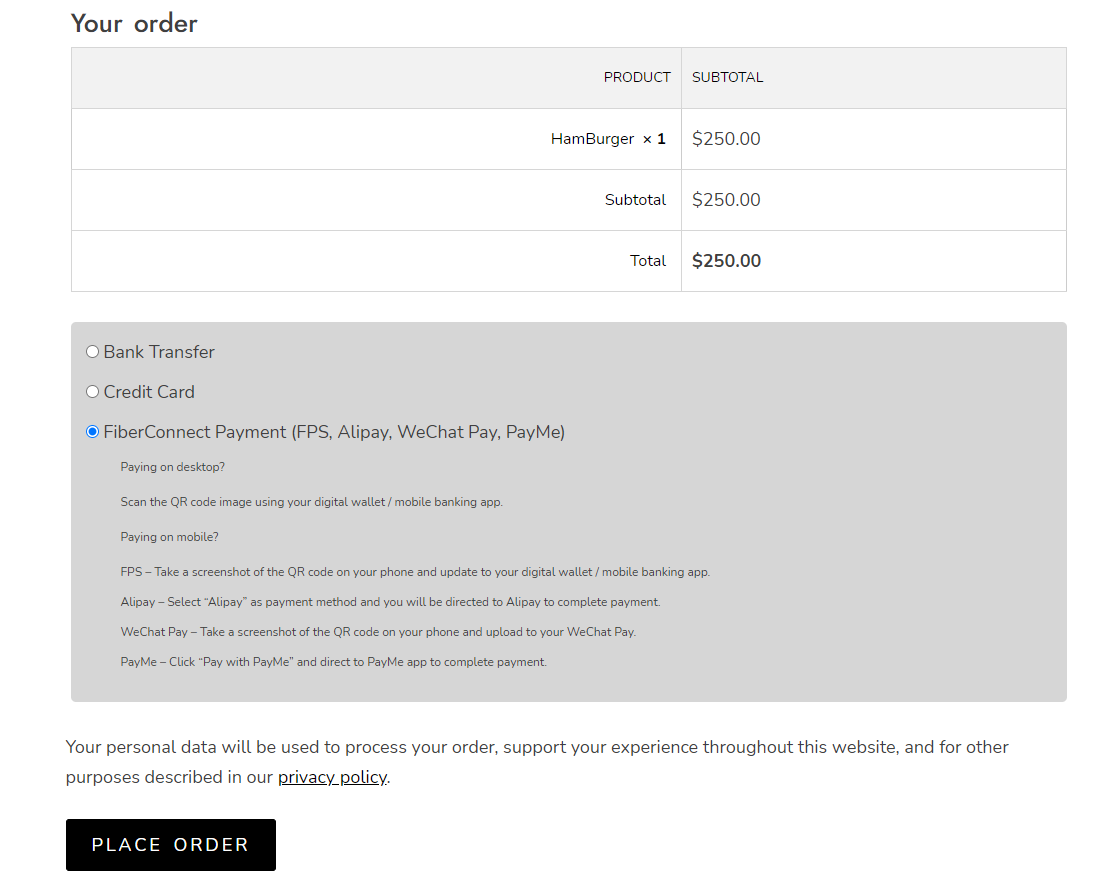 Your order
PRODUCT SUBTOTAL
HamBurger × 1 $250.00
Subtotal $250.00
Total $250.00
Bank Transfer
Credit Card
FiberConnect Payment (FPS, Alipay, WeChat Pay, PayMe)
Paying on desktop?
Scan the QR code image using your digital wallet / mobile banking app.
Paying on mobile?
FPS – Take a screenshot of the QR code on your phone and update to your digital wallet / mobile banking app.
Alipay – Select “Alipay” as payment method and you will be directed to Alipay to complete payment.
WeChat Pay – Take a screenshot of the QR code on your phone and upload to your WeChat Pay.
PayMe – Click “Pay with PayMe” and direct to PayMe app to complete payment.
Your personal data will be used to process your order, support your experience throughout this website, and for other
purposes described in our privacy policy.
PLACE ORDER